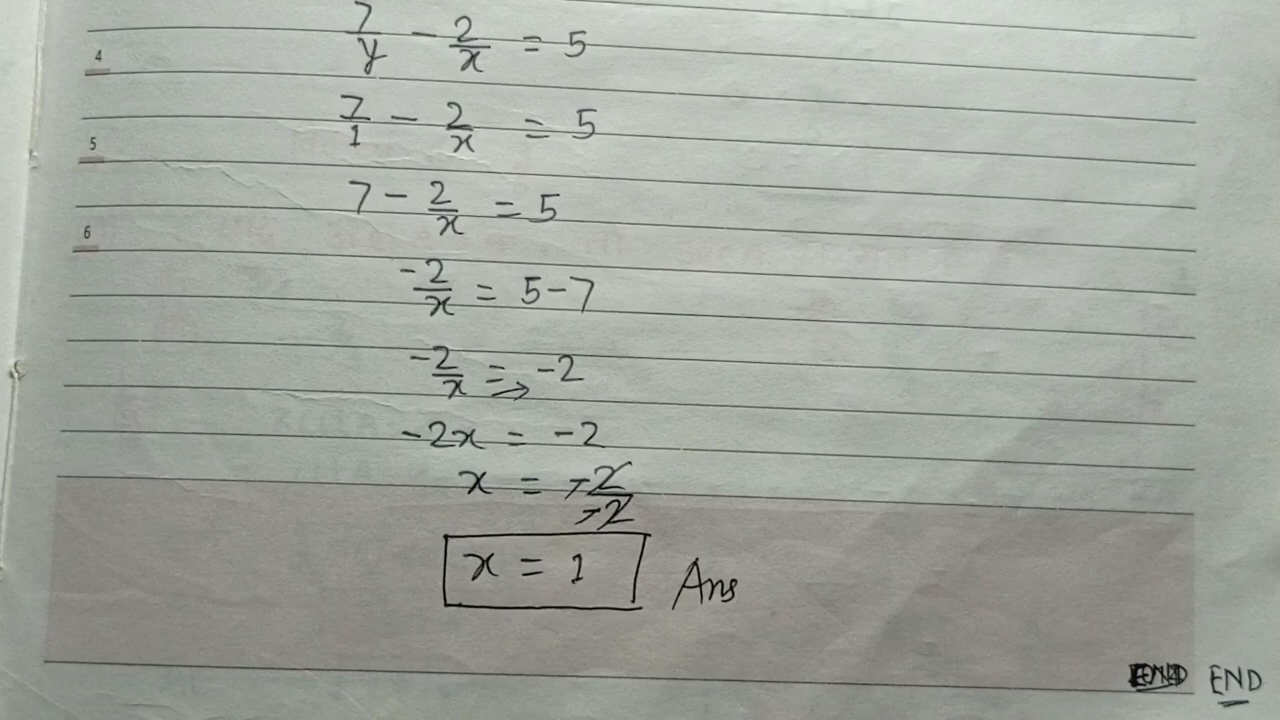 7/y - 2/x = 5
4
7/1 - 2/x = 5
5
7 - 2/x = 5
6
-2/x = 5-7
-2/x = -2
-2x = -2
x = -2/-2
x = 1 Ans
END